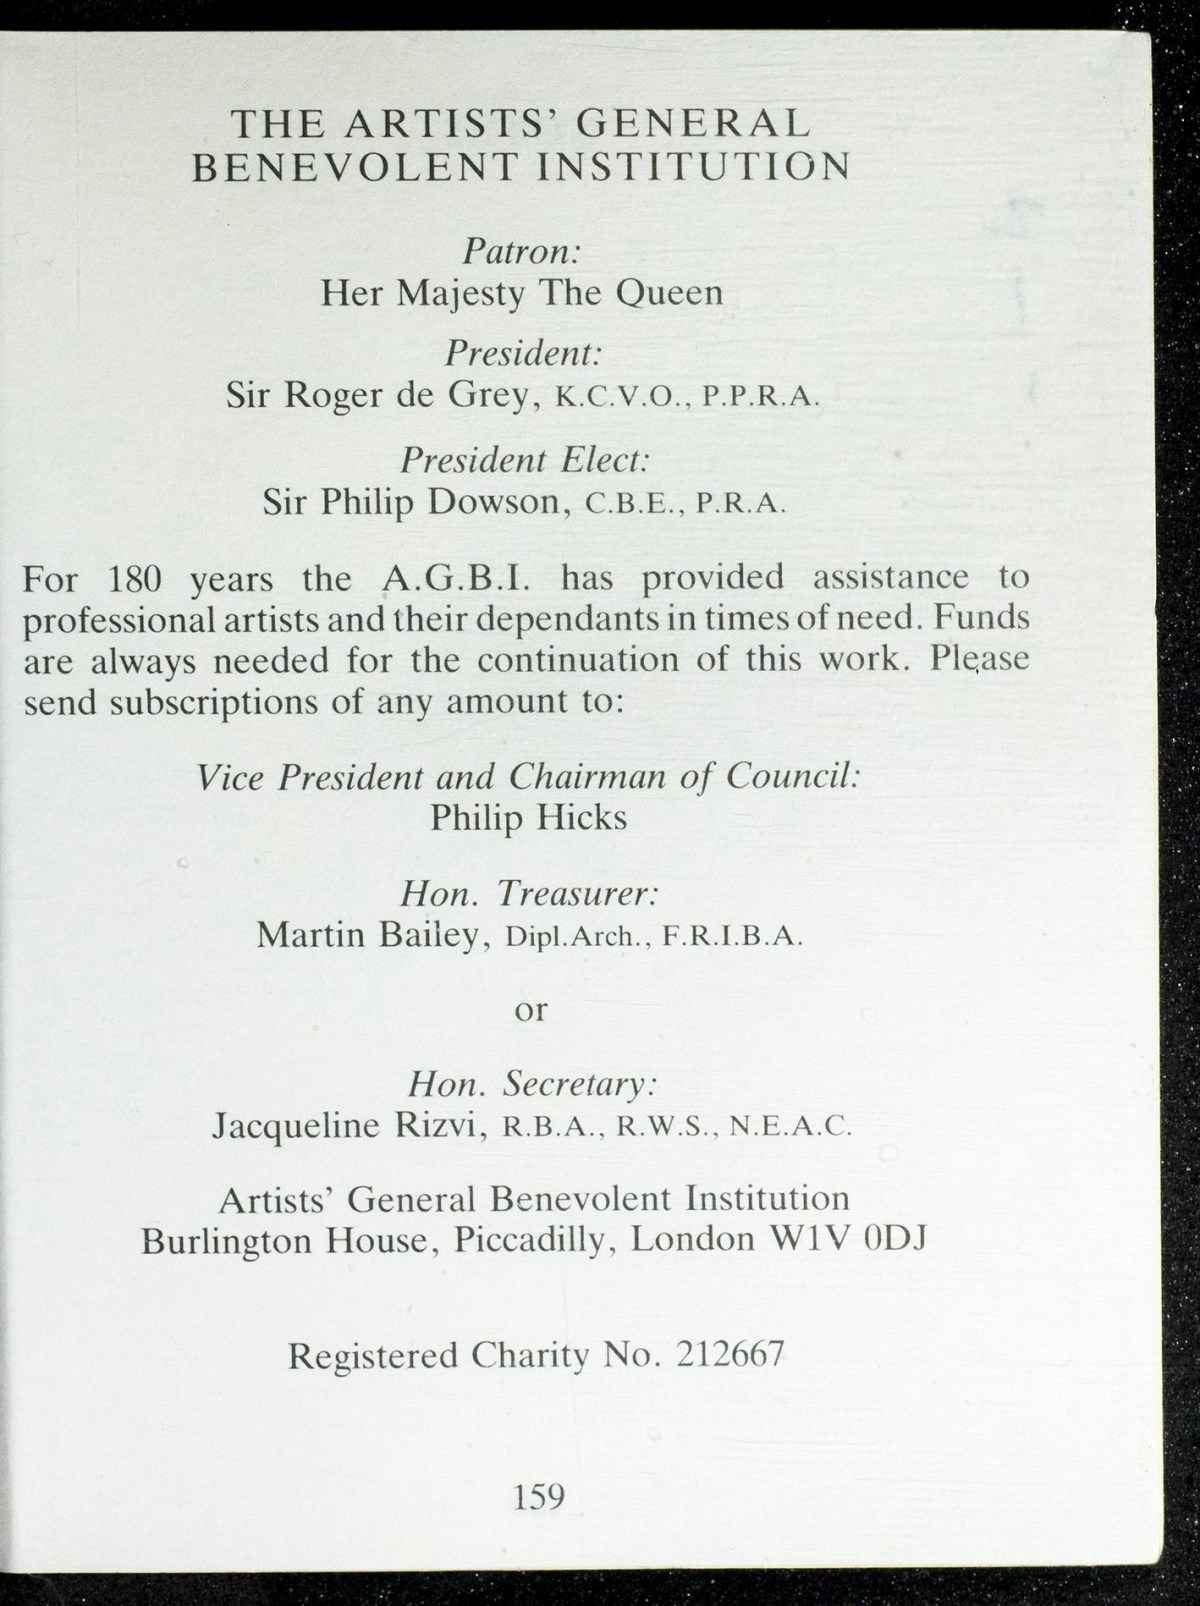 THE ARTISTS’ GENERAL
BENEVOLENT INSTITUTION
Patron:
Her Majesty The Queen
President:
Sir Roger de Grey, K.C.V.O., P.P.R.A.
President Elect:
Sir Philip Dowson, C.B.E., P.R.A.
For 180 years the A.G.B.I. has provided assistance to
professional artists and their dependants in times of need. Funds
are always needed for the continuation of this work. Please
send subscriptions of any amount to:
Vice President and Chairman of Council:
Philip Hicks
Hon. Treasurer:
Martin Bailey, Dipl.Arch., F.R.I.B.A.
or
Hon. Secretary:
Jacqueline Rizvi, R.B.A., R.W.S., N.E.A.C.
Artists’ General Benevolent Institution
Burlington House, Piccadilly, London W1V 0DJ
Registered Charity No. 212667
159